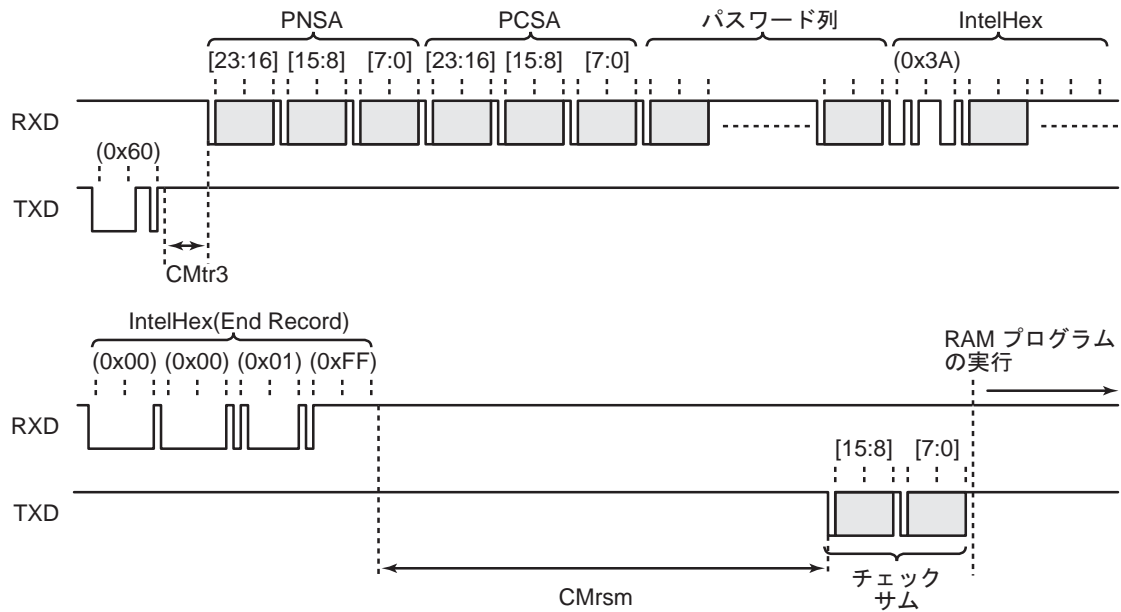 PNSA PCSA パスワード列 IntelHex
[23:16] [15:8] [7:0] [23:16] [15:8] [7:0] (0x3A)
RXD
(0x60)
TXD
CMtr3
IntelHex(End Record)
(0x00) (0x00) (0x01) (0xFF)
RAM プログラム
の実行
RXD
[15:8] [7:0]
TXD
チェック
サム
CMrsm